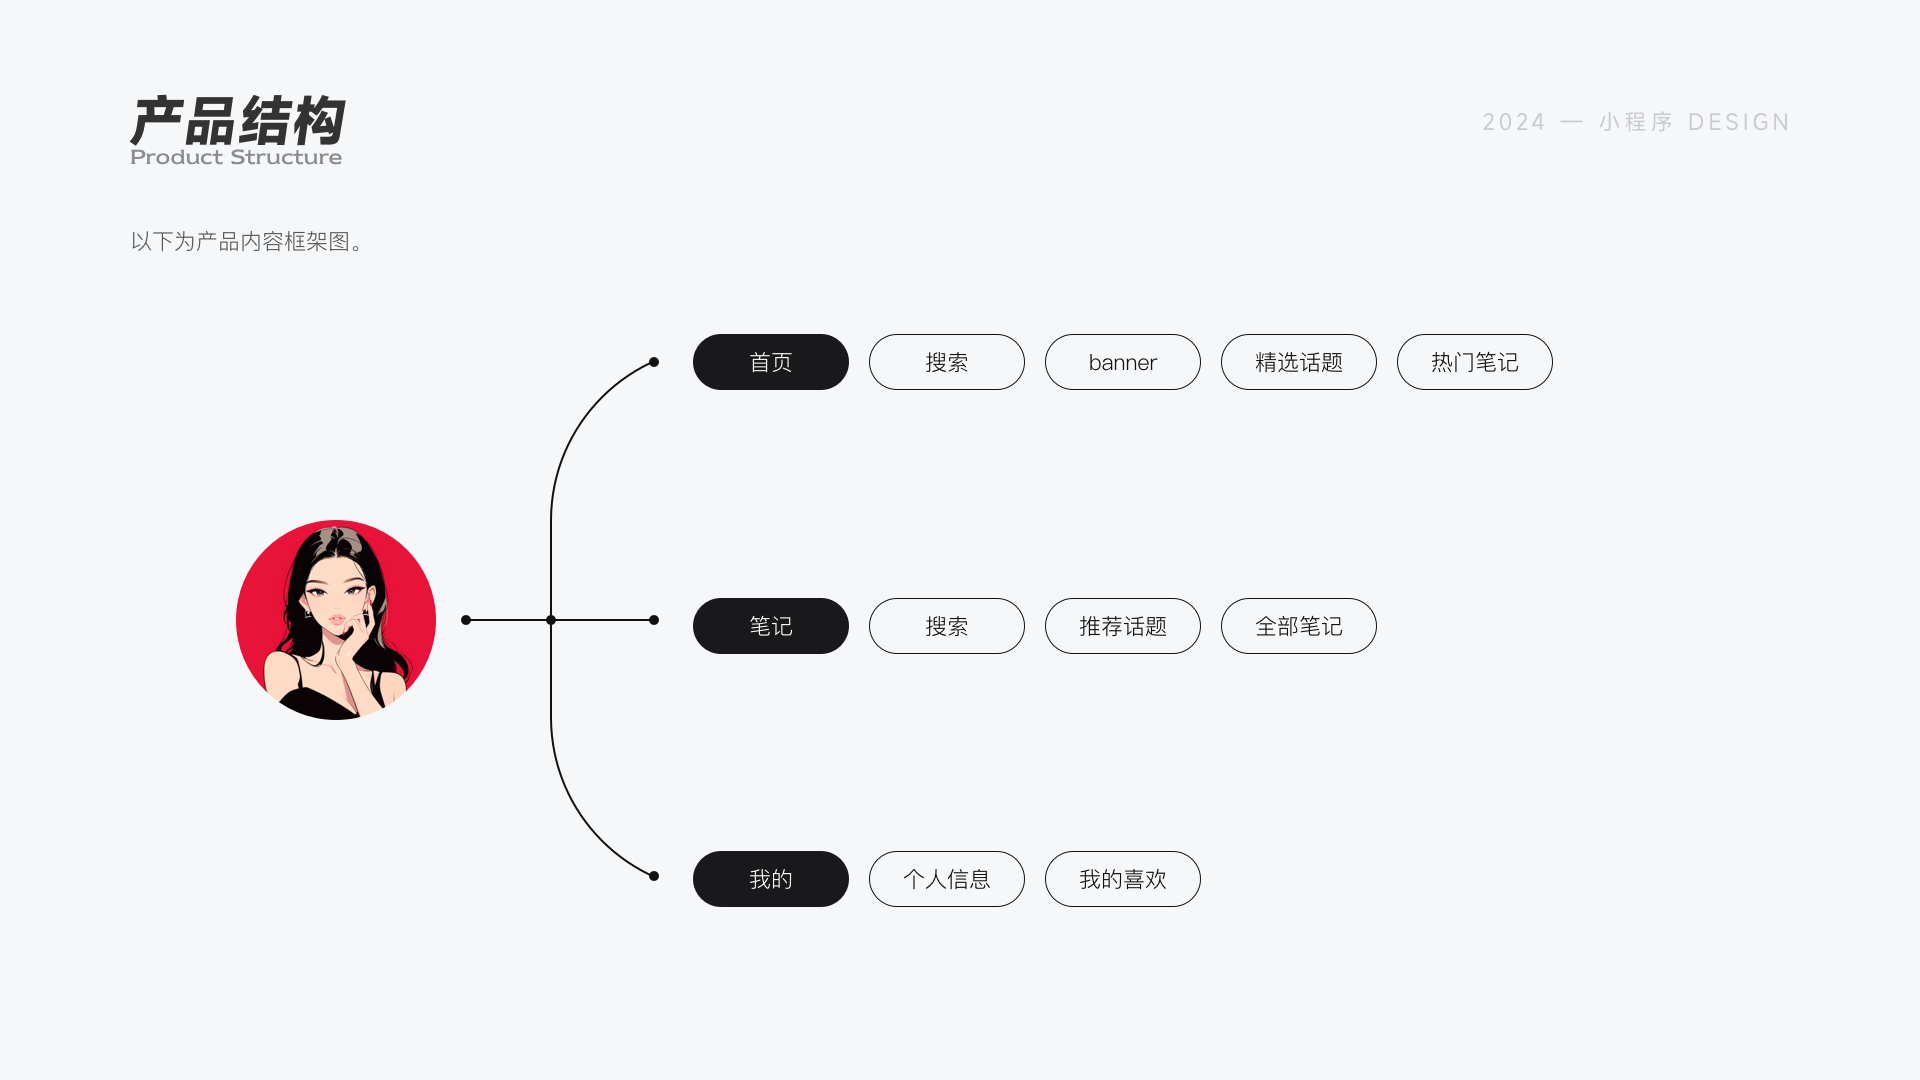 产品结构
Product Structure
2024 — 小程序 DESIGN
以下为产品内容框架图。
首页 搜索 banner 精选话题 热门笔记
笔记 搜索 推荐话题 全部笔记
我的 个人信息 我的喜欢